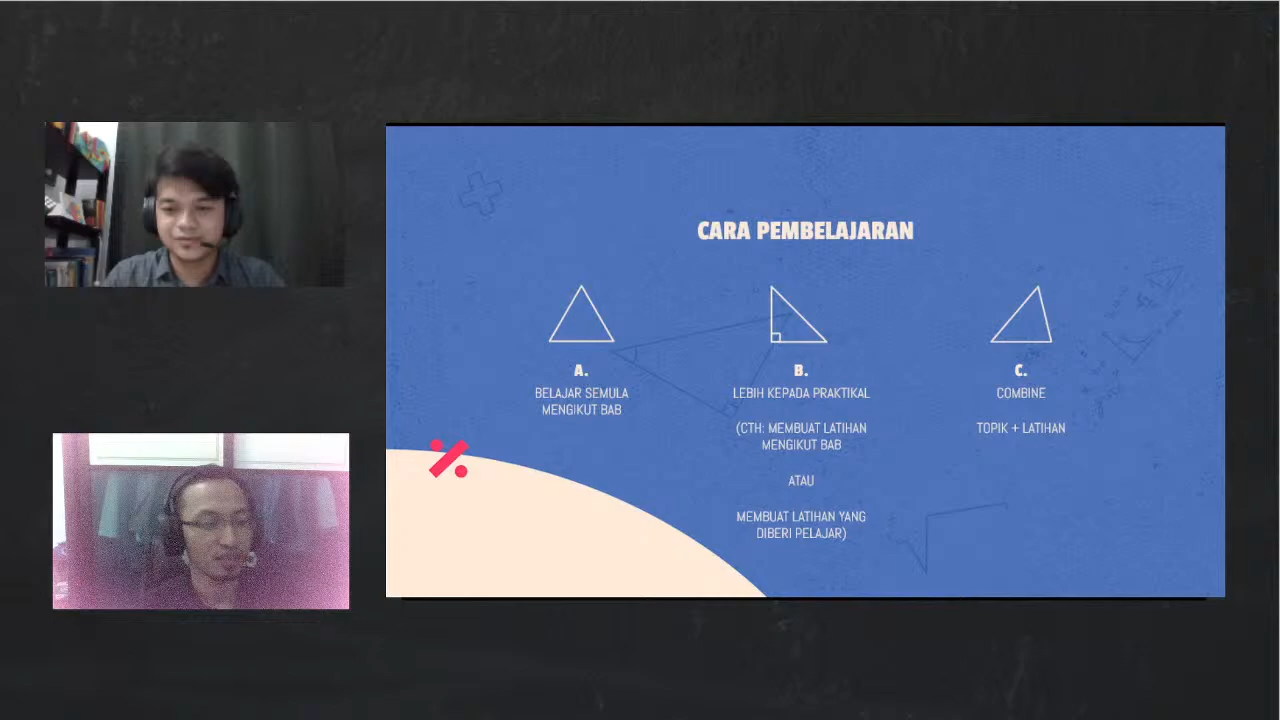 CARA PEMBELAJARAN
A.
BELAJAR SEMULA
MENGIKUT BAB
B.
LEBIH KEPADA PRAKTIKAL
(CTH: MEMBUAT LATIHAN
MENGIKUT BAB
ATAU
MEMBUAT LATIHAN YANG
DIBERI PELAJAR)
C.
COMBINE
TOPIK + LATIHAN